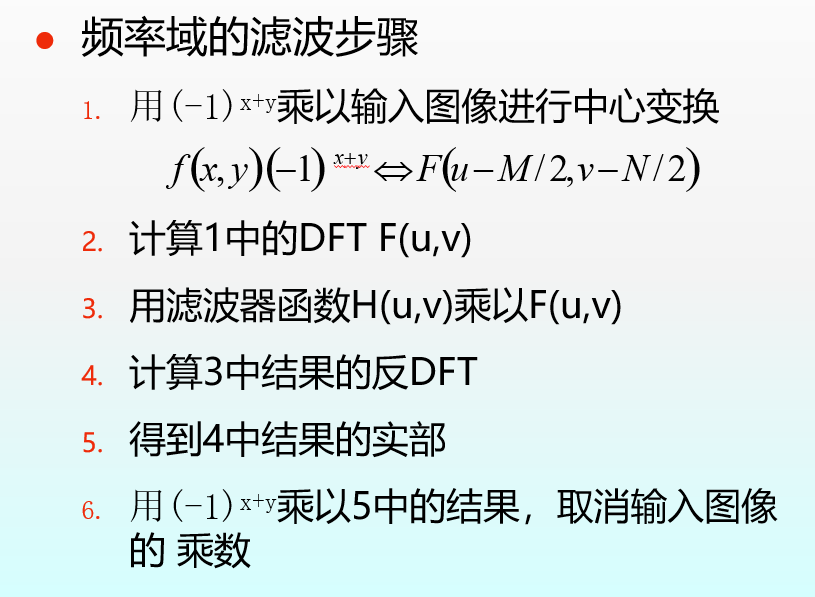 ● 频率域的滤波步骤
1. 用(-1)^{x+y}乘以输入图像进行中心变换
f(x,y)(-1)^{x+y}⇔F(u-M/2,v-N/2)
2. 计算1中的DFT F(u,v)
3. 用滤波器函数H(u,v)乘以F(u,v)
4. 计算3中结果的反DFT
5. 得到4中结果的实部
6. 用(-1)^{x+y}乘以5中的结果，取消输入图像
的 乘数